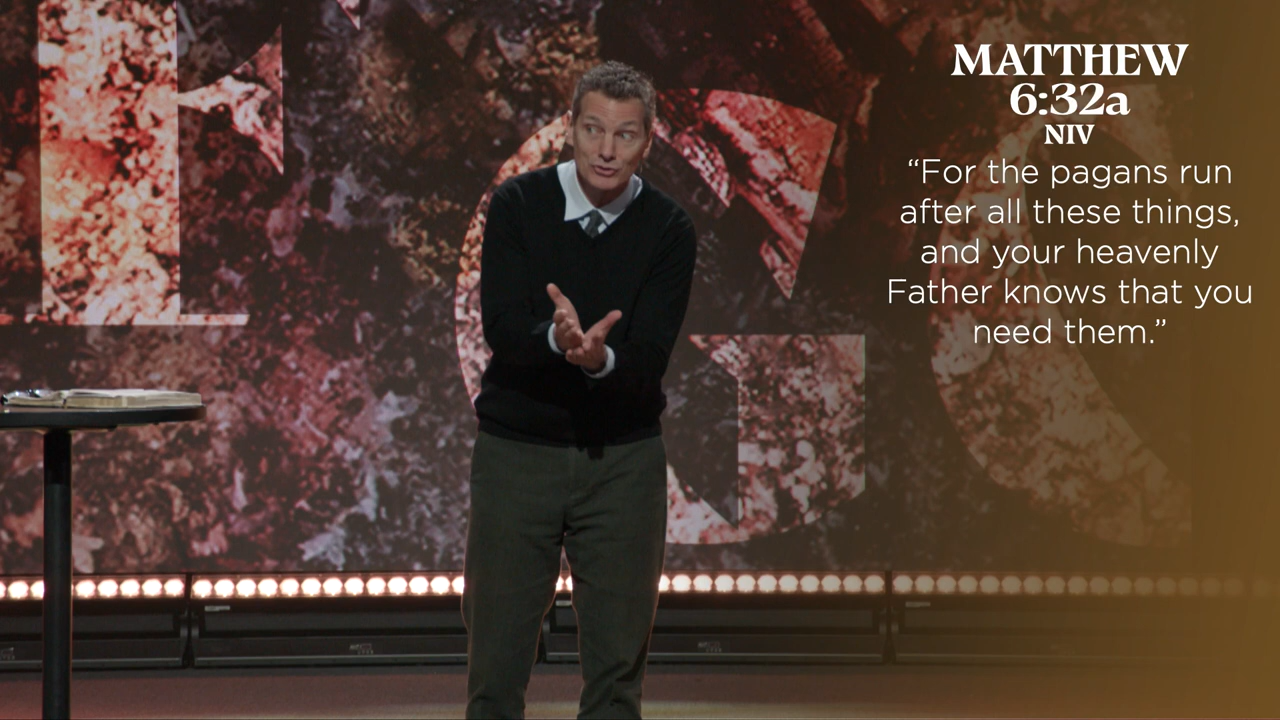 MATTHEW
6:32a
NIV
“For the pagans run
after all these things,
and your heavenly
Father knows that you
need them.”